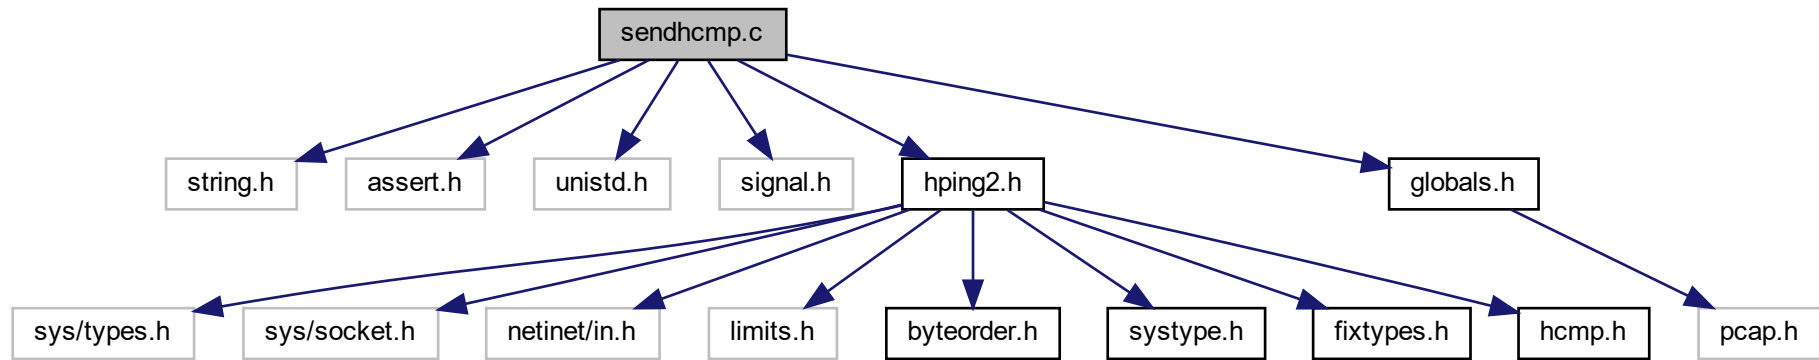 sendhcmp.c
string.h
assert.h
unistd.h
signal.h
hping2.h
globals.h
sys/types.h
sys/socket.h
netinet/in.h
limits.h
byteorder.h
systype.h
fixtypes.h
hcmp.h
pcap.h